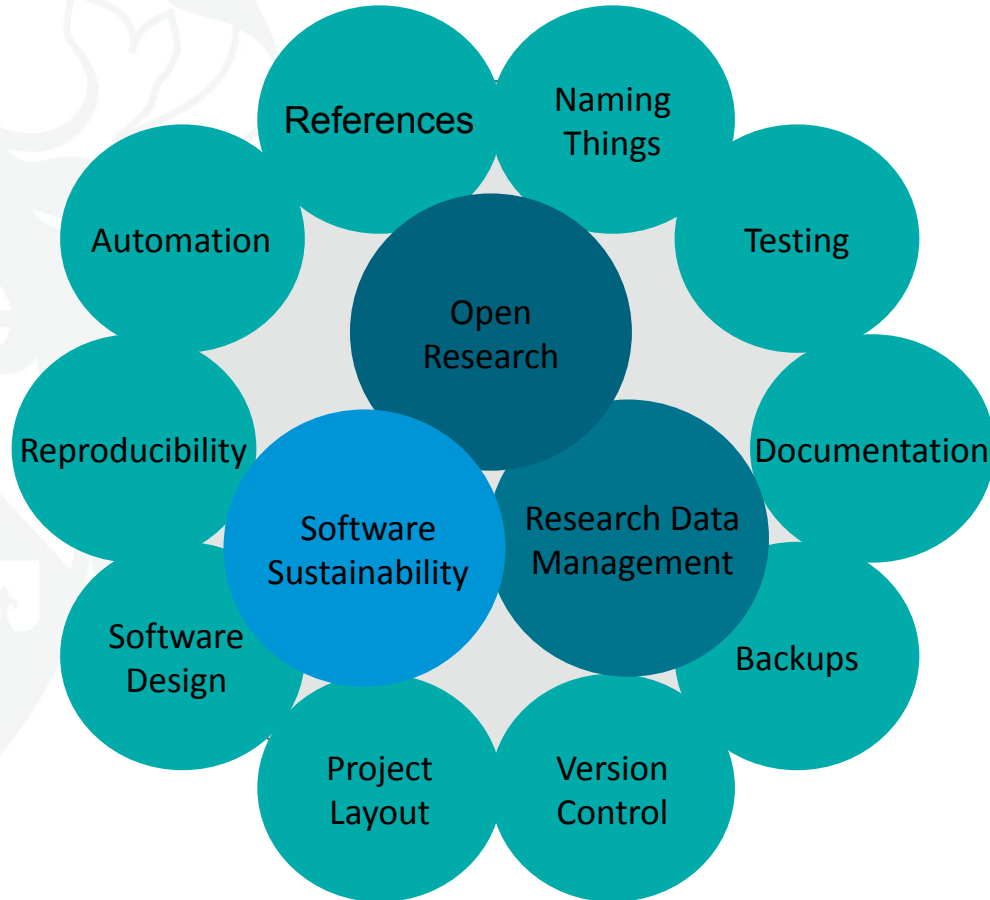 References
Naming
Things
Automation
Testing
Open
Research
Reproducibility
Documentation
Software
Sustainability
Research Data
Management
Software
Design
Backups
Project
Layout
Version
Control